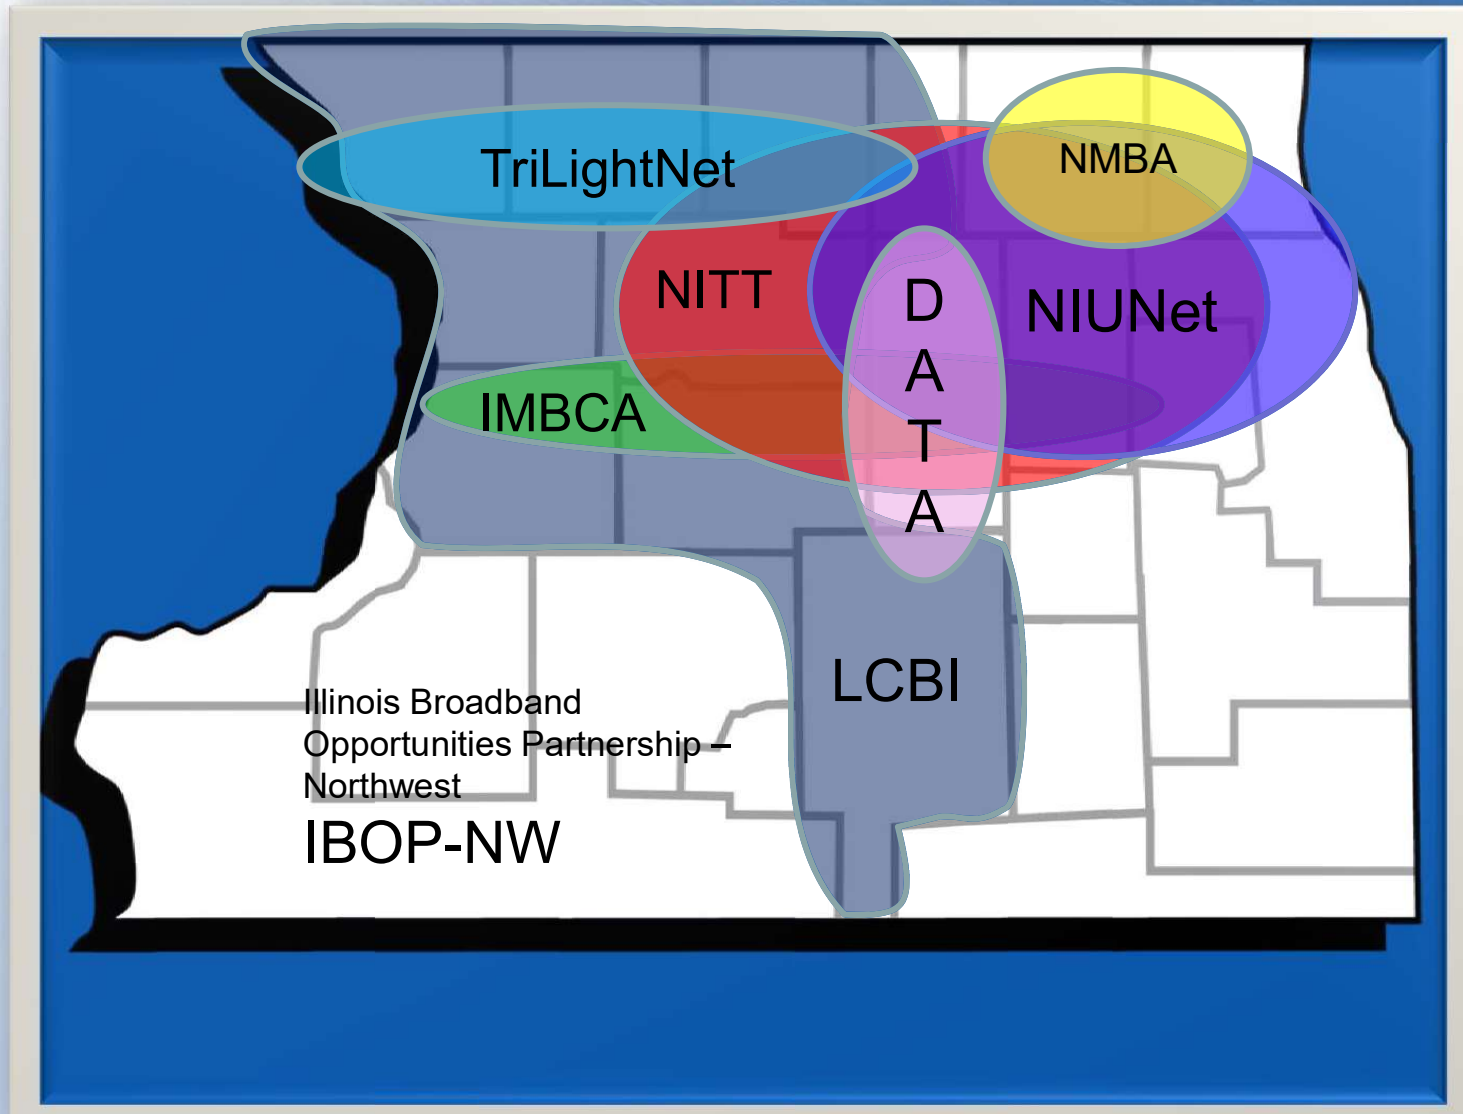 TriLightNet
NMBA
NITT
NIUNet
D
A
T
A
IMBCA
LCBI
Illinois Broadband
Opportunities Partnership –
Northwest
IBOP-NW